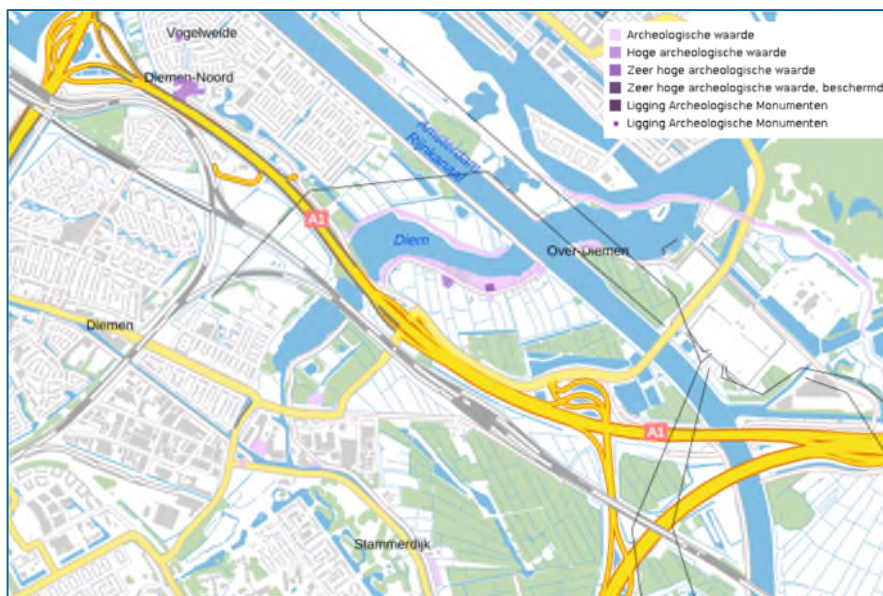 Vogelweide
Archeologische waarde
Hoge archeologische waarde
Zeer hoge archeologische waarde
Zeer hoge archeologische waarde, beschermd
Ligging Archeologische Monumenten
Ligging Archeologische Monumenten
Diemen-Noord
Amsterdam
Rijnkanaal
A1
Diem
Over-Diemen
Diemen
A1
Stammerdijk